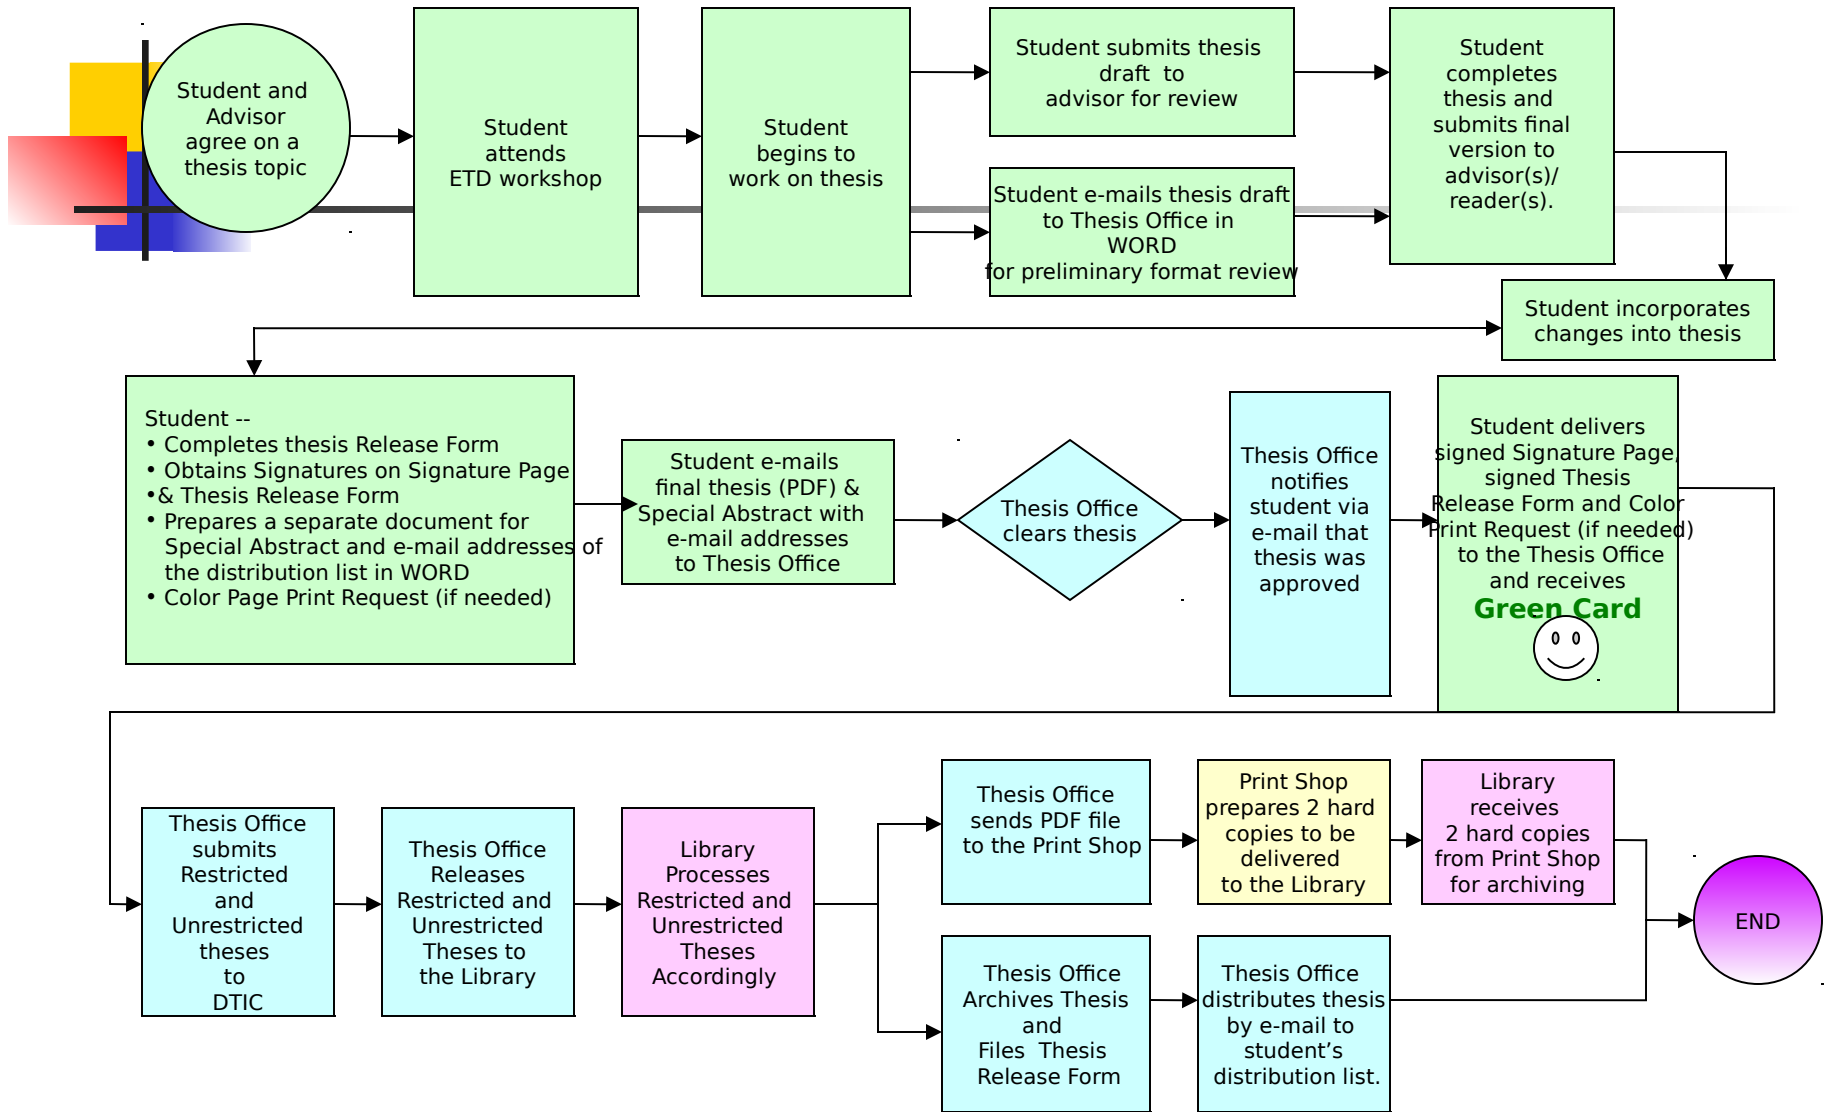 Student and
Advisor
agree on a
thesis topic
Student
attends
ETD workshop
Student
begins to
work on thesis
Student submits thesis
draft to
advisor for review
Student e-mails thesis draft
to Thesis Office in
WORD
for preliminary format review
Student
completes
thesis and
submits final
version to
advisor(s)/
reader(s).
Student incorporates
changes into thesis
Student --
• Completes thesis Release Form
• Obtains Signatures on Signature Page
•& Thesis Release Form
• Prepares a separate document for
Special Abstract and e-mail addresses of
the distribution list in WORD
• Color Page Print Request (if needed)
Student e-mails
final thesis (PDF) &
Special Abstract with
e-mail addresses
to Thesis Office
Thesis Office
clears thesis
Thesis Office
notifies
student via
e-mail that
thesis was
approved
Student delivers
signed Signature Page,
signed Thesis
Release Form and Color
Print Request (if needed)
to the Thesis Office
and receives
Green Card
Thesis Office
submits
Restricted
and
Unrestricted
theses
to
DTIC
Thesis Office
Releases
Restricted and
Unrestricted
Theses to
the Library
Library
Processes
Restricted and
Unrestricted
Theses
Accordingly
Thesis Office
sends PDF file
to the Print Shop
Print Shop
prepares 2 hard
copies to be
delivered
to the Library
Library
receives
2 hard copies
from Print Shop
for archiving
Thesis Office
Archives Thesis
and
Files Thesis
Release Form
Thesis Office
distributes thesis
by e-mail to
student’s
distribution list.
END